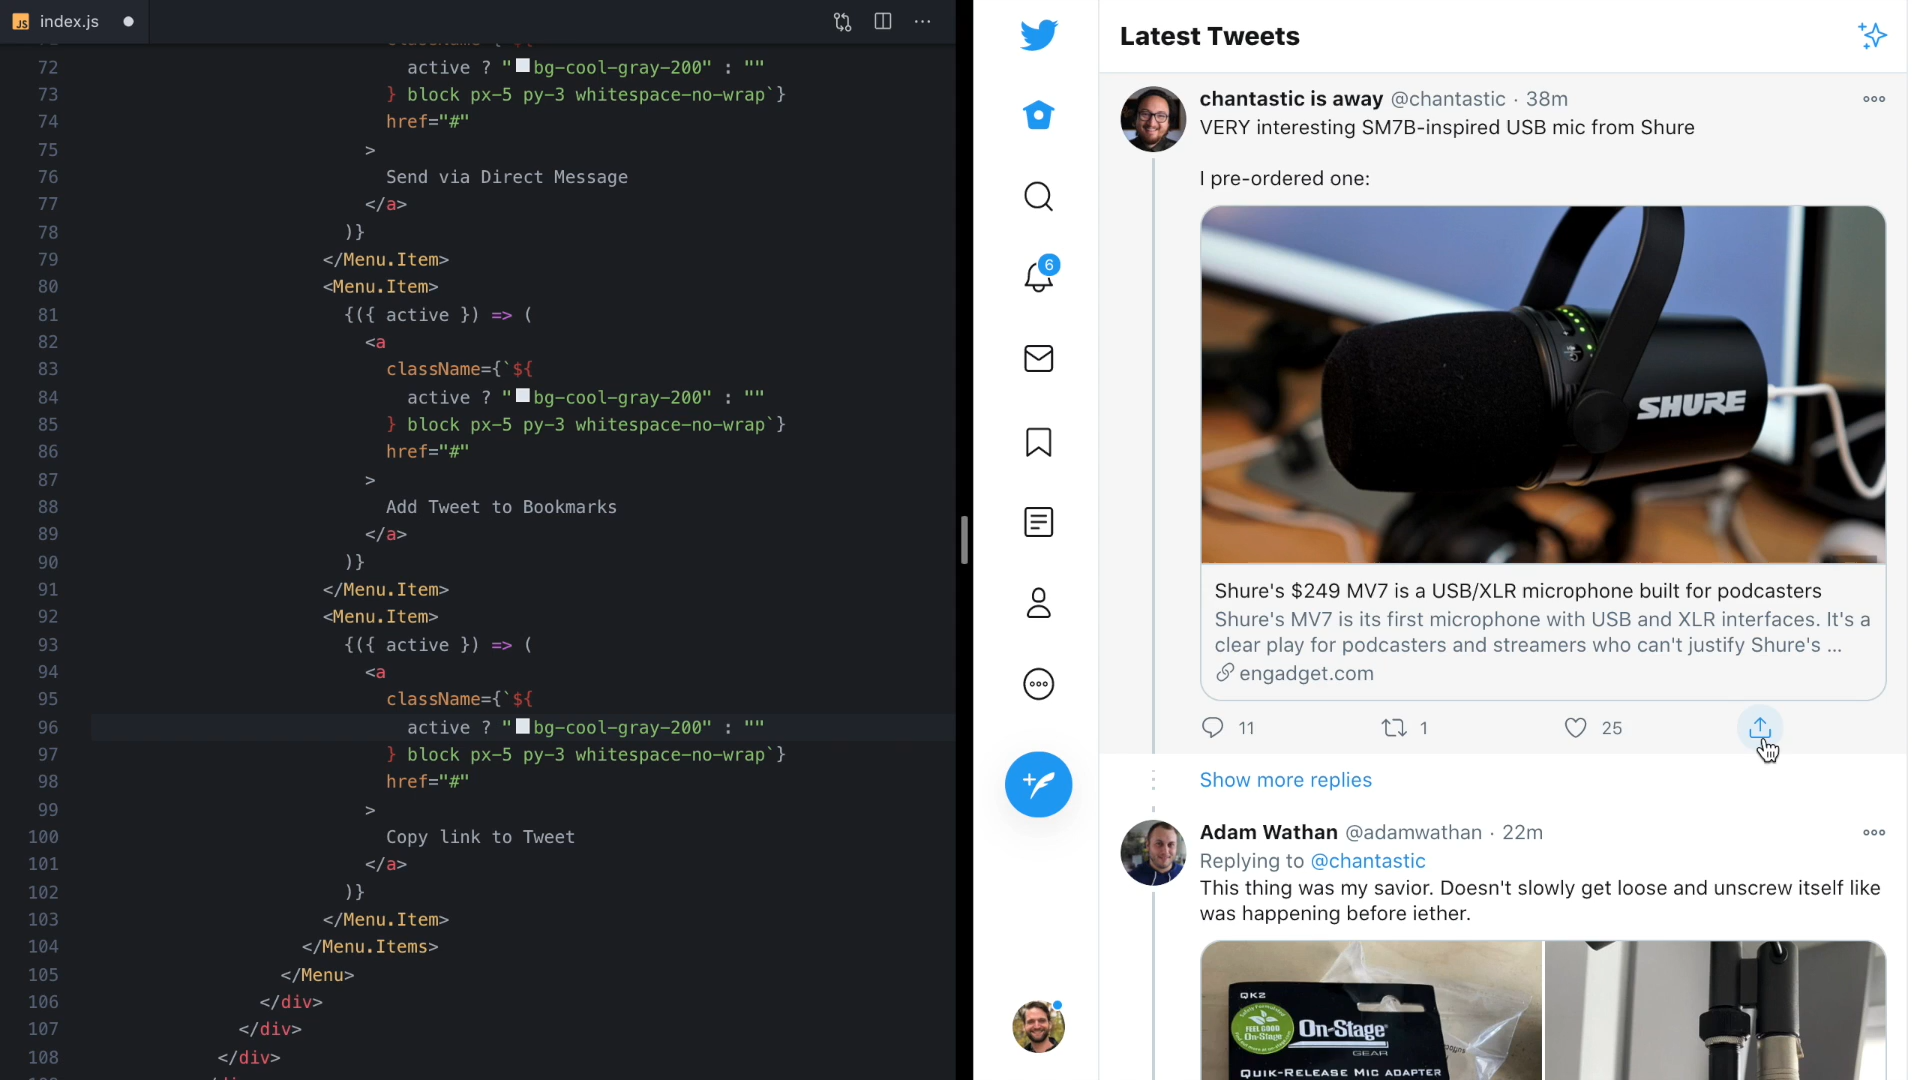 index.js
72 active ? "bg-cool-gray-200" : ""
73 } block px-5 py-3 whitespace-no-wrap`}
74 href="#"
75 >
76 Send via Direct Message
77 </a>
78 )}
79 </Menu.Item>
80 <Menu.Item>
81 {({ active }) => (
82 <a
83 className={`${
84 active ? "bg-cool-gray-200" : ""
85 } block px-5 py-3 whitespace-no-wrap`}
86 href="#"
87 >
88 Add Tweet to Bookmarks
89 </a>
90 )}
91 </Menu.Item>
92 <Menu.Item>
93 {({ active }) => (
94 <a
95 className={`${
96 active ? "bg-cool-gray-200" : ""
97 } block px-5 py-3 whitespace-no-wrap`}
98 href="#"
99 >
100 Copy link to Tweet
101 </a>
102 )}
103 </Menu.Item>
104 </Menu.Items>
105 </Menu>
106 </div>
107 </div>
108 </div>
6
Latest Tweets
chantastic is away @chantastic · 38m
VERY interesting SM7B-inspired USB mic from Shure
I pre-ordered one:
SHURE
Shure's $249 MV7 is a USB/XLR microphone built for podcasters
Shure's MV7 is its first microphone with USB and XLR interfaces. It's a
clear play for podcasters and streamers who can't justify Shure's ...
engadget.com
11 1 25
Show more replies
Adam Wathan @adamwathan · 22m
Replying to @chantastic
This thing was my savior. Doesn't slowly get loose and unscrew itself like
was happening before iether.
QK2
FEEL GOOD
On-Stage
On-Stage
GEAR
QUIK-RELEASE MIC ADAPTER